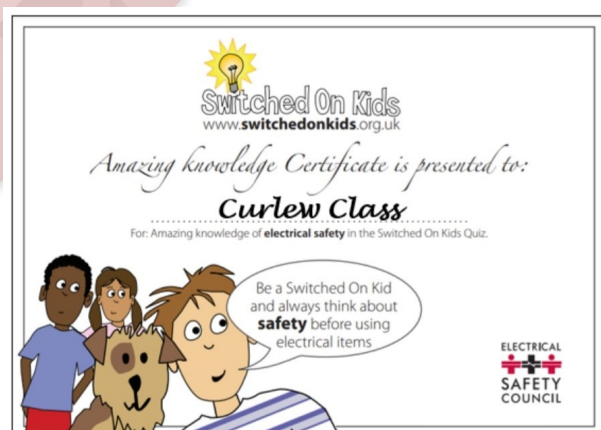 Switched On Kids
www.switchedonkids.org.uk
Amazing knowledge Certificate is presented to:
Curlew Class
For: Amazing knowledge of electrical safety in the Switched On Kids Quiz.
Be a Switched On Kid
and always think about
safety before using
electrical items
ELECTRICAL
SAFETY
COUNCIL